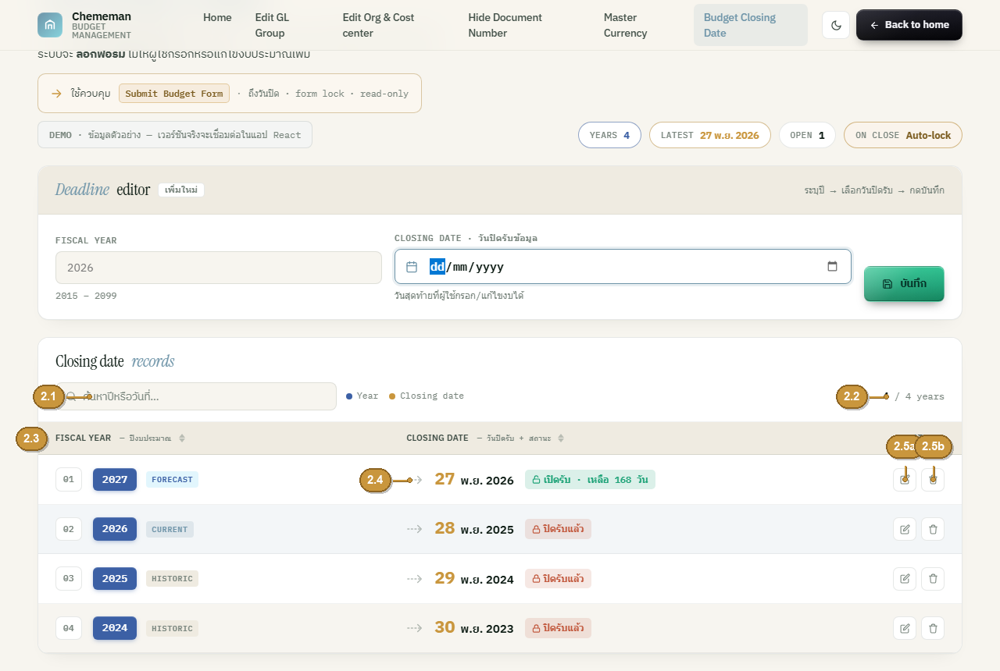 Chememan
BUDGET
MANAGEMENT
Home
Edit GL
Group
Edit Org & Cost
center
Hide Document
Number
Master
Currency
Budget Closing
Date
Back to home
ระบบจะ ล็อกฟอร์ม ไม่ให้ผู้ใช้กรอกหรือแก้ไขงบประมาณเพิ่ม
ใช้ควบคุม Submit Budget Form · ถึงวันปิด · form lock · read-only
DEMO · ข้อมูลตัวอย่าง — เวอร์ชันจริงจะเชื่อมต่อในแอป React
YEARS 4
LATEST 27 พ.ย. 2026
OPEN 1
ON CLOSE Auto-lock
Deadline editor เพิ่มใหม่
ระบุปี → เลือกวันปิดรับ → กดบันทึก
FISCAL YEAR
2026
2015 – 2099
CLOSING DATE · วันปิดรับข้อมูล
dd/mm/yyyy
วันสุดท้ายที่ผู้ใช้กรอก/แก้ไขงบได้
บันทึก
Closing date records
2.1 ค้นหาปีหรือวันที่...
Year
Closing date
2.2 / 4 years
2.3 FISCAL YEAR — ปีงบประมาณ
CLOSING DATE — วันปิดรับ + สถานะ
2.5a 2.5b
01 2027 FORECAST 2.4 27 พ.ย. 2026 เปิดรับ · เหลือ 168 วัน
02 2026 CURRENT 28 พ.ย. 2025 ปิดรับแล้ว
03 2025 HISTORIC 29 พ.ย. 2024 ปิดรับแล้ว
04 2024 HISTORIC 30 พ.ย. 2023 ปิดรับแล้ว